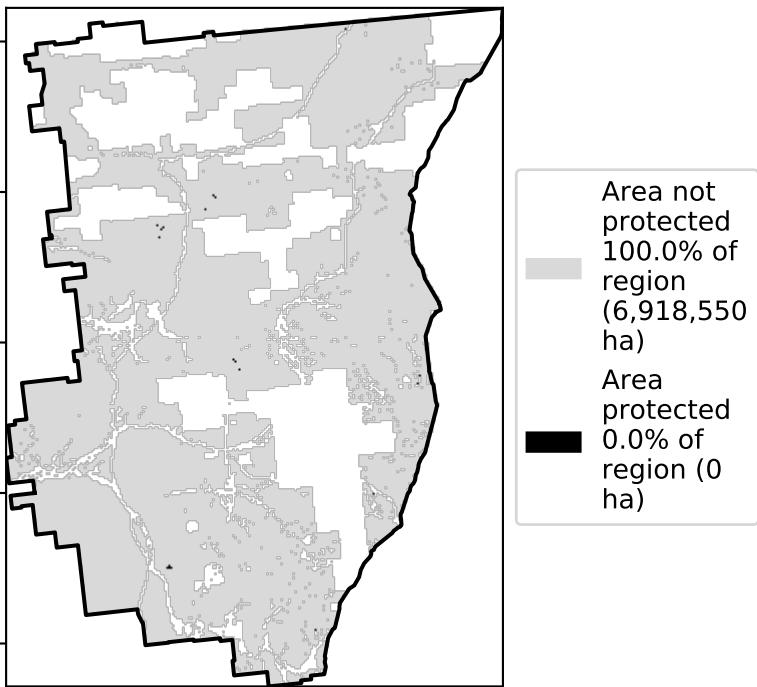 Area not
protected
100.0% of
region
(6,918,550
ha)
Area
protected
0.0% of
region (0
ha)